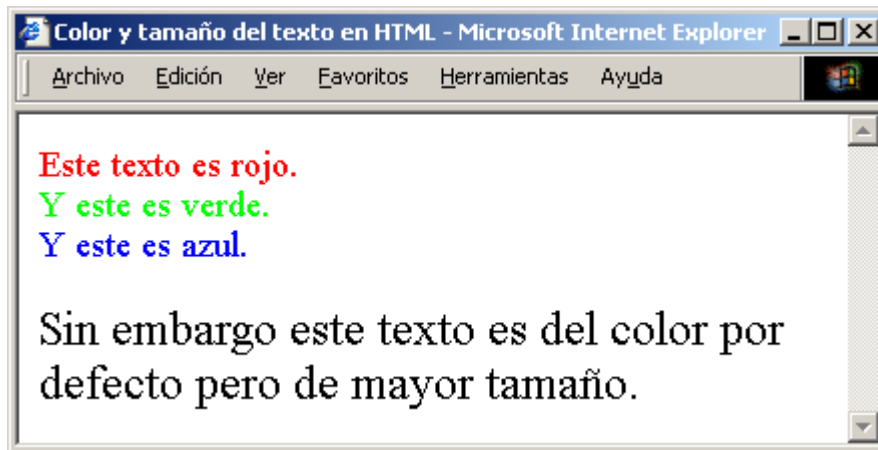 Color y tamaño del texto en HTML - Microsoft Internet Explorer
Archivo Edición Ver Favoritos Herramientas Ayuda
Este texto es rojo.
Y este es verde.
Y este es azul.
Sin embargo este texto es del color por
defecto pero de mayor tamaño.